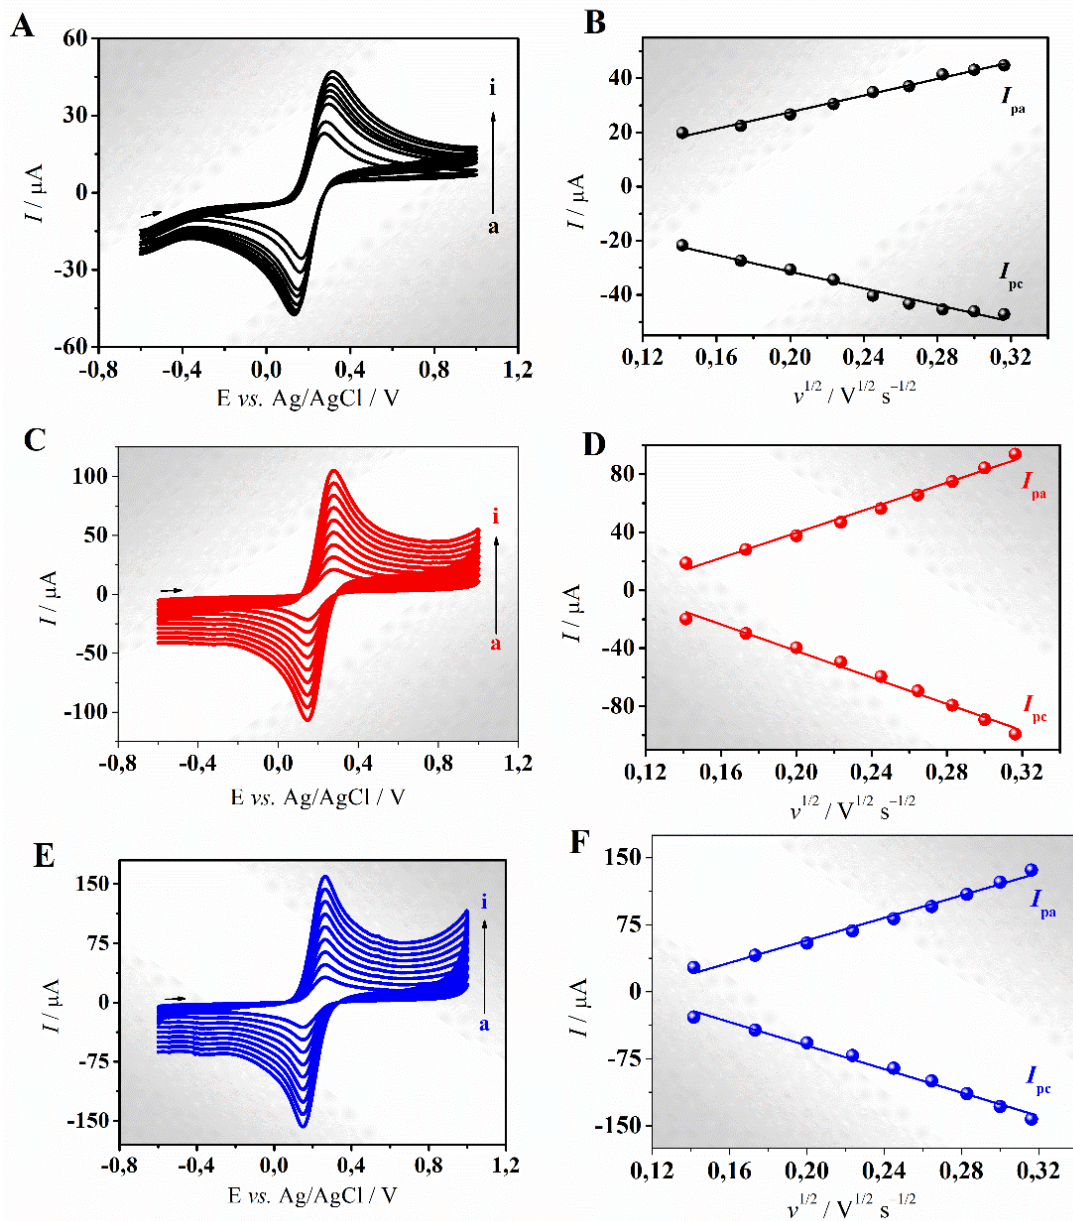 A
60
30
0
-30
-60
I / µA
i
a
-0,8 -0,4 0,0 0,4 0,8 1,2
E vs. Ag/AgCl / V
B
40
20
0
-20
-40
I / µA
Ipa
Ipc
0,12 0,16 0,20 0,24 0,28 0,32
v1/2 / V1/2 s−1/2
C
100
50
0
-50
-100
I / µA
i
a
-0,8 -0,4 0,0 0,4 0,8 1,2
E vs. Ag/AgCl / V
D
80
40
0
-40
-80
I / µA
Ipa
Ipc
0,12 0,16 0,20 0,24 0,28 0,32
v1/2 / V1/2 s−1/2
E
150
75
0
-75
-150
I / µA
i
a
-0,8 -0,4 0,0 0,4 0,8 1,2
E vs. Ag/AgCl / V
F
150
75
0
-75
-150
I / µA
Ipa
Ipc
0,12 0,16 0,20 0,24 0,28 0,32
v1/2 / V1/2 s−1/2